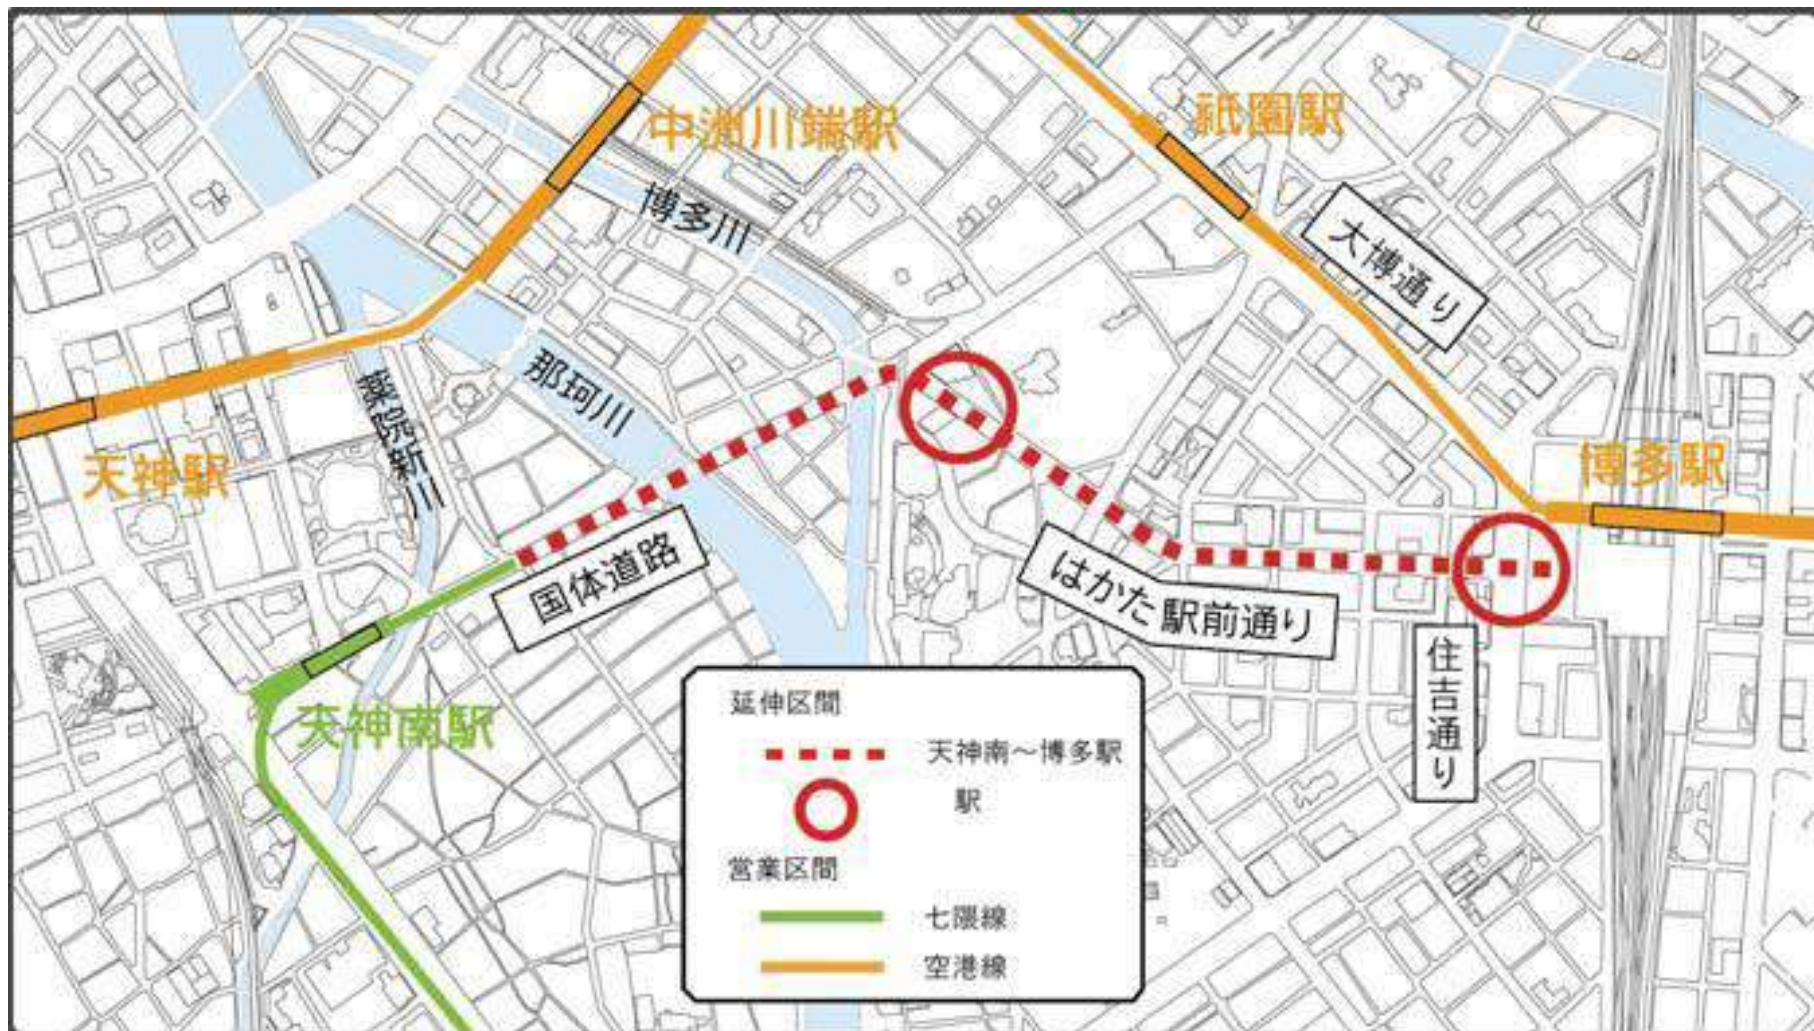 中洲川端駅
祇園駅
博多川
大博通り
那珂川
薬院新川
天神駅
博多駅
国体道路
はかた駅前通り
住吉通り
天神南駅
延伸区間
天神南～博多駅
駅
営業区間
七隈線
空港線